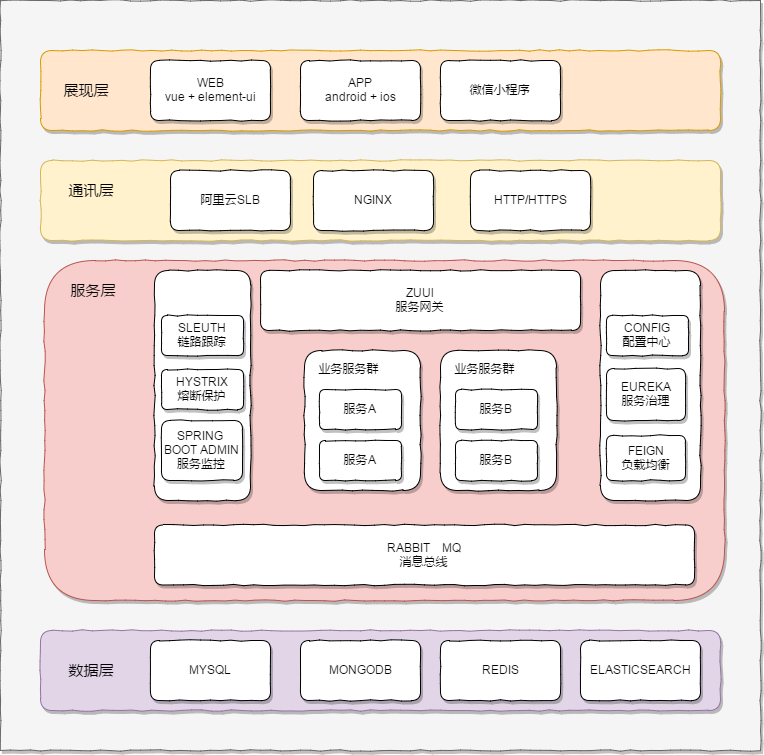 展现层
WEB
vue + element-ui
APP
android + ios
微信小程序
通讯层
阿里云SLB
NGINX
HTTP/HTTPS
服务层
SLEUTH
链路跟踪
HYSTRIX
熔断保护
SPRING
BOOT ADMIN
服务监控
ZUUI
服务网关
业务服务群
服务A
服务A
业务服务群
服务B
服务B
CONFIG
配置中心
EUREKA
服务治理
FEIGN
负载均衡
RABBIT MQ
消息总线
数据层
MYSQL
MONGODB
REDIS
ELASTICSEARCH